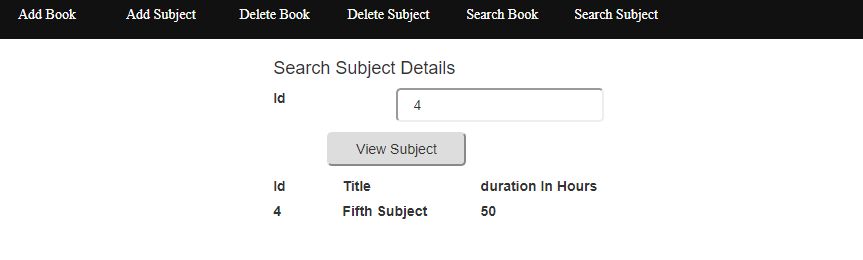 Add Book Add Subject Delete Book Delete Subject Search Book Search Subject
Search Subject Details
Id 4
View Subject
Id Title duration In Hours
4 Fifth Subject 50